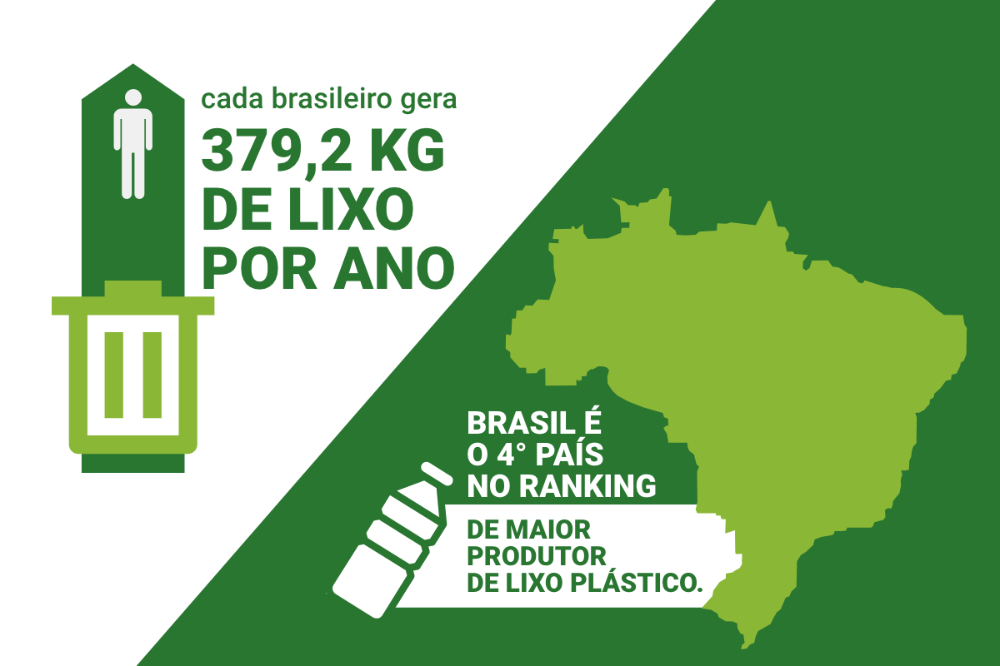 cada brasileiro gera
379,2 KG
DE LIXO
POR ANO
BRASIL É
O 4° PAÍS
NO RANKING
DE MAIOR
PRODUTOR
DE LIXO PLÁSTICO.